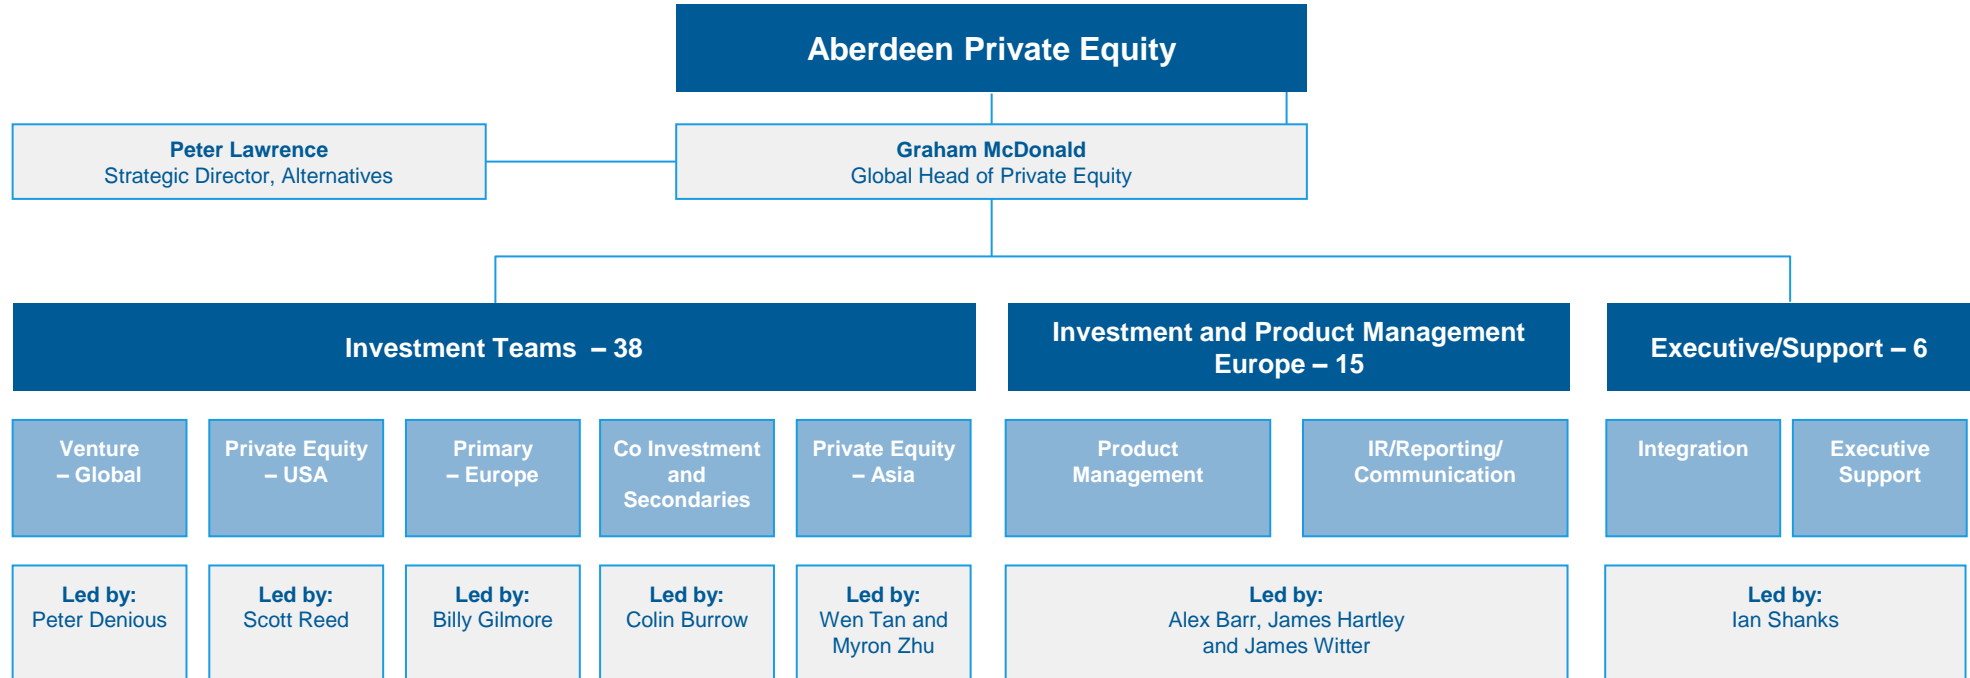 Aberdeen Private Equity
Peter Lawrence
Strategic Director, Alternatives
Graham McDonald
Global Head of Private Equity
Investment Teams – 38
Investment and Product Management
Europe – 15
Executive/Support – 6
Venture
– Global
Private Equity
– USA
Primary
– Europe
Co Investment
and
Secondaries
Private Equity
– Asia
Product
Management
IR/Reporting/
Communication
Integration
Executive
Support
Led by:
Peter Denious
Led by:
Scott Reed
Led by:
Billy Gilmore
Led by:
Colin Burrow
Led by:
Wen Tan and
Myron Zhu
Led by:
Alex Barr, James Hartley
and James Witter
Led by:
Ian Shanks